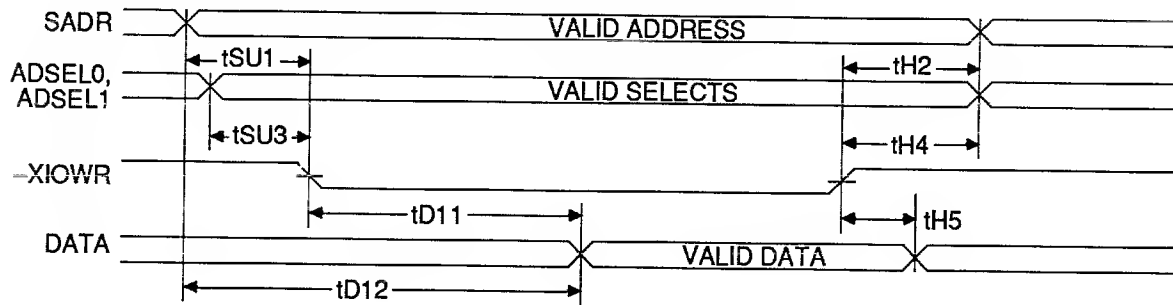 SADR VALID ADDRESS
tSU1 tH2
ADSEL0,
ADSEL1 VALID SELECTS
tSU3 tH4
–XIOWR
tD11 tH5
DATA VALID DATA
tD12